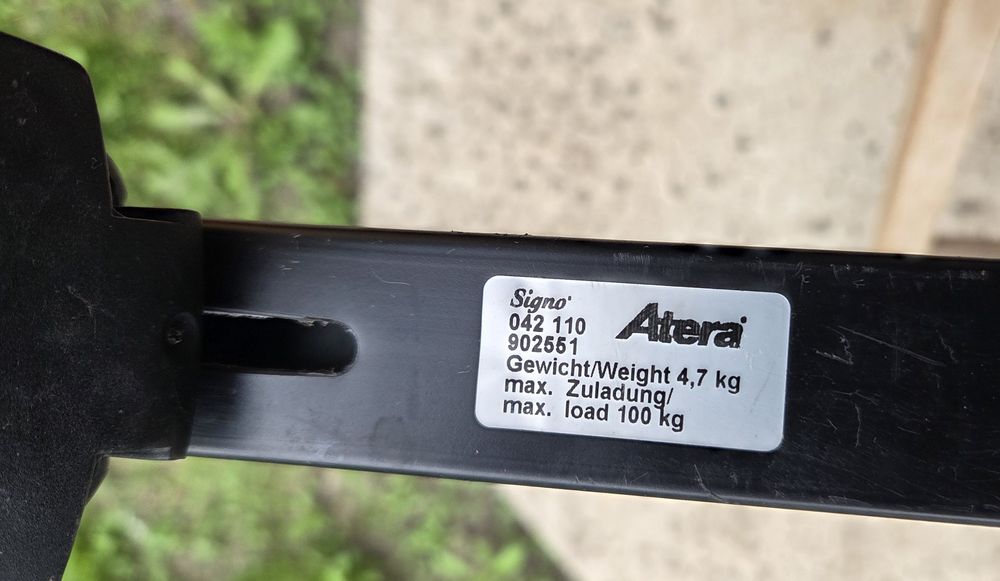 Signo
Atera
042 110
902551
Gewicht/Weight 4,7 kg
max. Zuladung/
max. load 100 kg